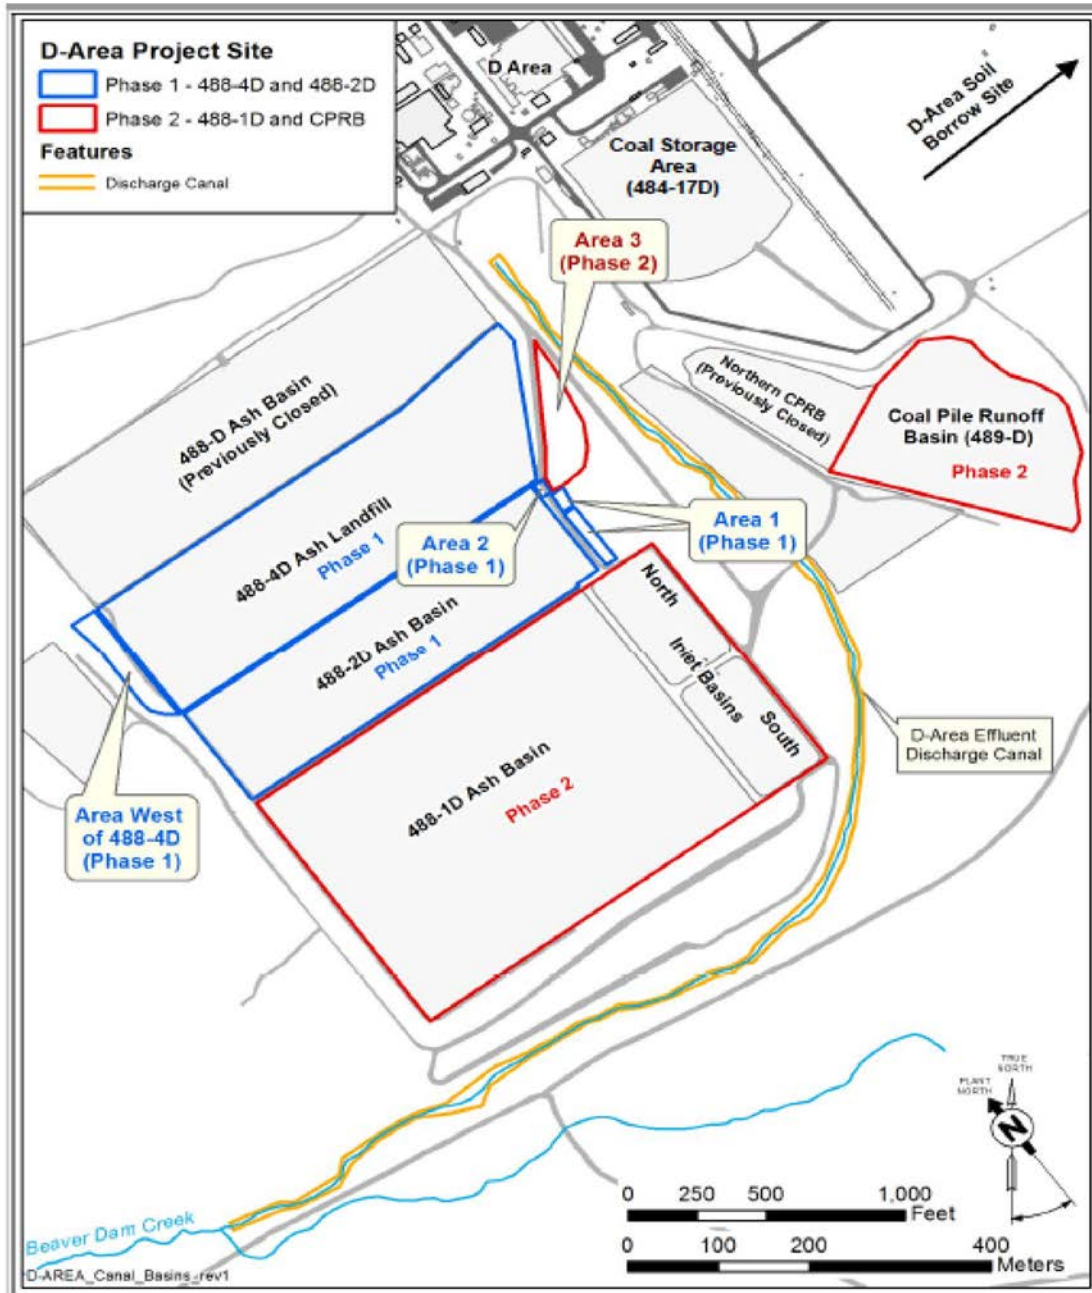 D-Area Project Site
Phase 1 - 488-4D and 488-2D
Phase 2 - 488-1D and CPRB
Features
Discharge Canal
D Area
D-Area Soil
Borrow Site
Coal Storage
Area
(484-17D)
2
Area 3
(Phase 2)
Northern CPRB
(Previously Closed)
Coal Pile Runoff
Basin (489-D)
Phase 2
488-D Ash Basin
(Previously Closed)
488-4D Ash Landfill
Phase 1
Area 2
(Phase 1)
Area 1
(Phase 1)
488-2D Ash Basin
Phase 1
North
Inlet Basins
South
D-Area Effluent
Discharge Canal
488-1D Ash Basin
Phase 2
Area West
of 488-4D
(Phase 1)
TRUE
NORTH
PLANT
NORTH
N
0 250 500 1,000
Feet
0 100 200 400
Meters
Beaver Dam Creek
D-AREA_Canal_Basins_rev1